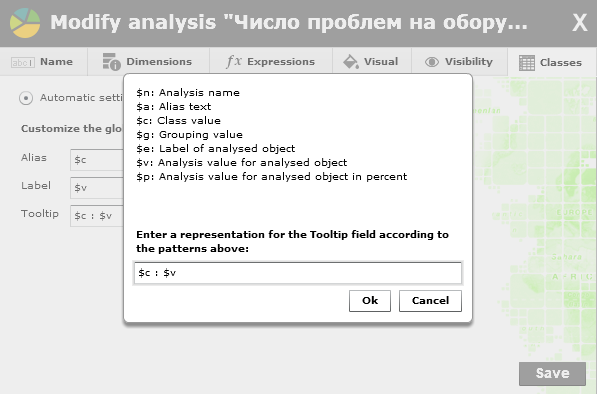 Modify analysis "Число проблем на обору... X
Name Dimensions fx Expressions Visual Visibility Classes
Automatic setti
Customize the glo
Alias $c
Label $v
Tooltip $c : $v
$n: Analysis name
$a: Alias text
$c: Class value
$g: Grouping value
$e: Label of analysed object
$v: Analysis value for analysed object
$p: Analysis value for analysed object in percent
Enter a representation for the Tooltip field according to
the patterns above:
$c : $v
Ok Cancel
Save